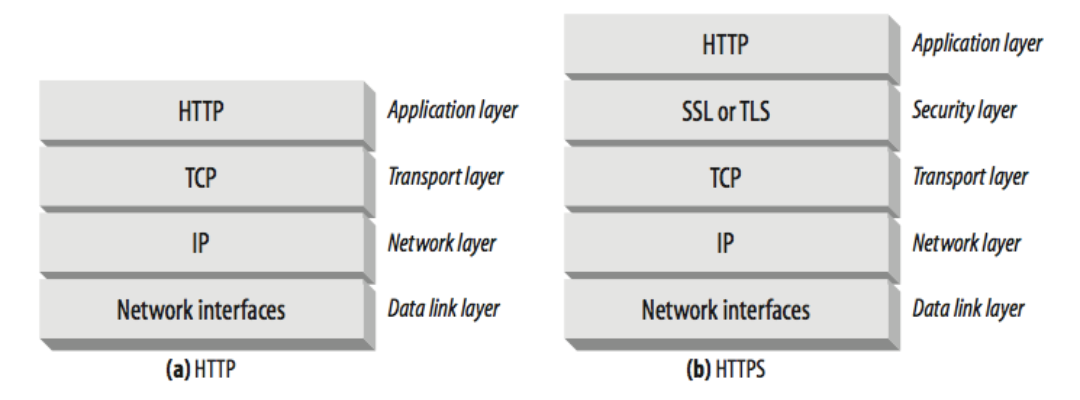 HTTP Application layer
TCP Transport layer
IP Network layer
Network interfaces Data link layer
(a) HTTP
HTTP Application layer
SSL or TLS Security layer
TCP Transport layer
IP Network layer
Network interfaces Data link layer
(b) HTTPS